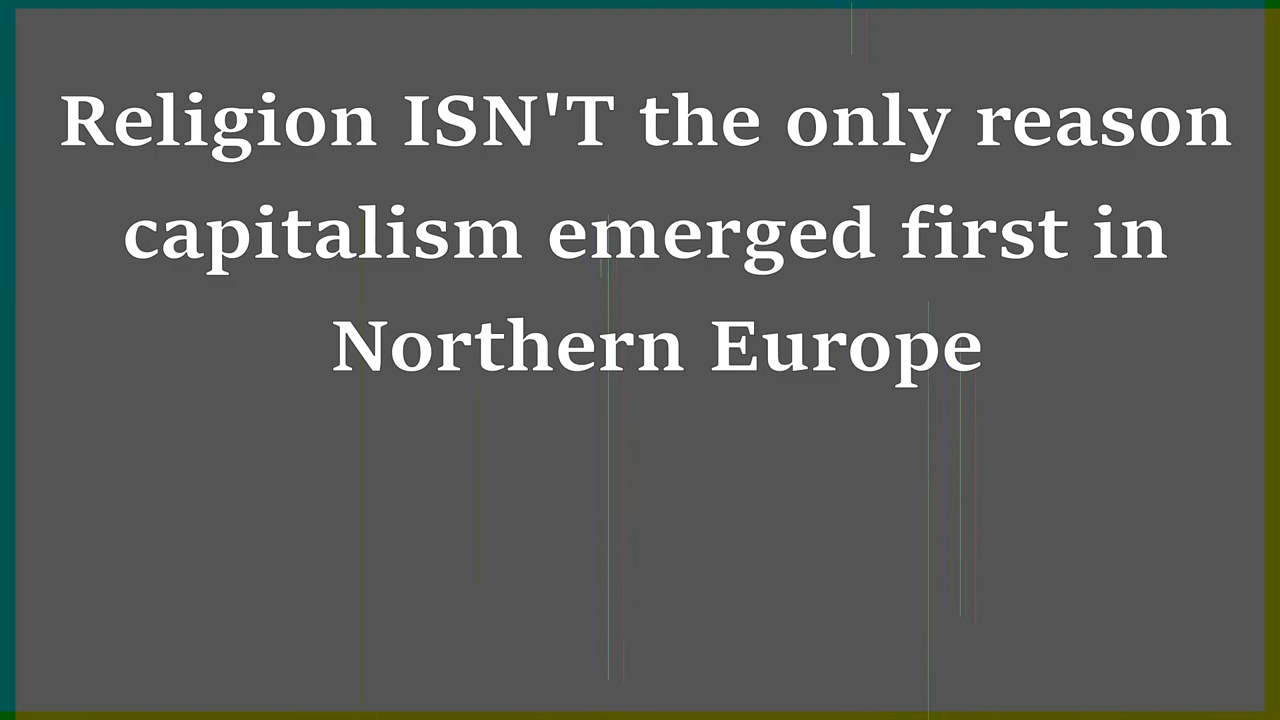 Religion ISN'T the only reason
capitalism emerged first in
Northern Europe